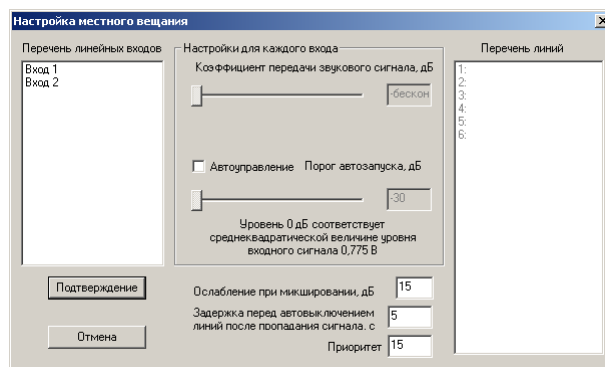 Настройка местного вещания
Перечень линейных входов
Вход 1
Вход 2
Настройки для каждого входа
Коэффициент передачи звукового сигнала, дБ
-бескон
Автоуправление Порог автозапуска, дБ
-30
Уровень 0 дБ соответствует
среднеквадратической величине уровня
входного сигнала 0,775 В
Перечень линий
1:
2:
3:
4:
5:
6:
Подтверждение
Отмена
Ослабление при микшировании, дБ 15
Задержка перед автовыключением
линий после пропадания сигнала, с 5
Приоритет 15